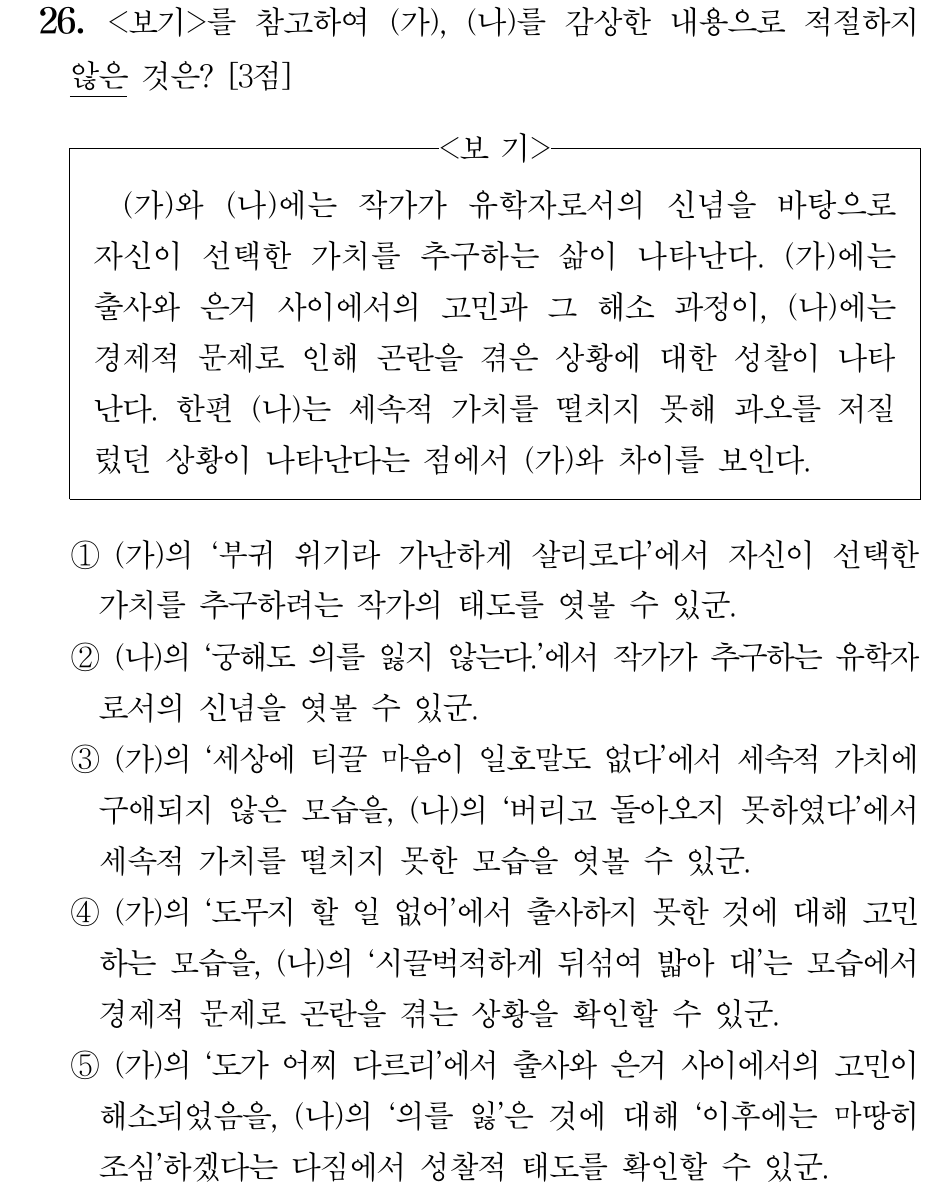 26. <보기>를 참고하여 (가), (나)를 감상한 내용으로 적절하지
않은 것은? [3점]
<보 기>
(가)와 (나)에는 작가가 유학자로서의 신념을 바탕으로
자신이 선택한 가치를 추구하는 삶이 나타난다. (가)에는
출사와 은거 사이에서의 고민과 그 해소 과정이, (나)에는
경제적 문제로 인해 곤란을 겪은 상황에 대한 성찰이 나타
난다. 한편 (나)는 세속적 가치를 떨치지 못해 과오를 저질
렀던 상황이 나타난다는 점에서 (가)와 차이를 보인다.
① (가)의 ‘부귀 위기라 가난하게 살리로다’에서 자신이 선택한
가치를 추구하려는 작가의 태도를 엿볼 수 있군.
② (나)의 ‘궁해도 의를 잃지 않는다.’에서 작가가 추구하는 유학자
로서의 신념을 엿볼 수 있군.
③ (가)의 ‘세상에 티끌 마음이 일호말도 없다’에서 세속적 가치에
구애되지 않은 모습을, (나)의 ‘버리고 돌아오지 못하였다’에서
세속적 가치를 떨치지 못한 모습을 엿볼 수 있군.
④ (가)의 ‘도무지 할 일 없어’에서 출사하지 못한 것에 대해 고민
하는 모습을, (나)의 ‘시끌벅적하게 뒤섞여 밟아 대’는 모습에서
경제적 문제로 곤란을 겪는 상황을 확인할 수 있군.
⑤ (가)의 ‘도가 어찌 다르리’에서 출사와 은거 사이에서의 고민이
해소되었음을, (나)의 ‘의를 잃’은 것에 대해 ‘이후에는 마땅히
조심’하겠다는 다짐에서 성찰적 태도를 확인할 수 있군.